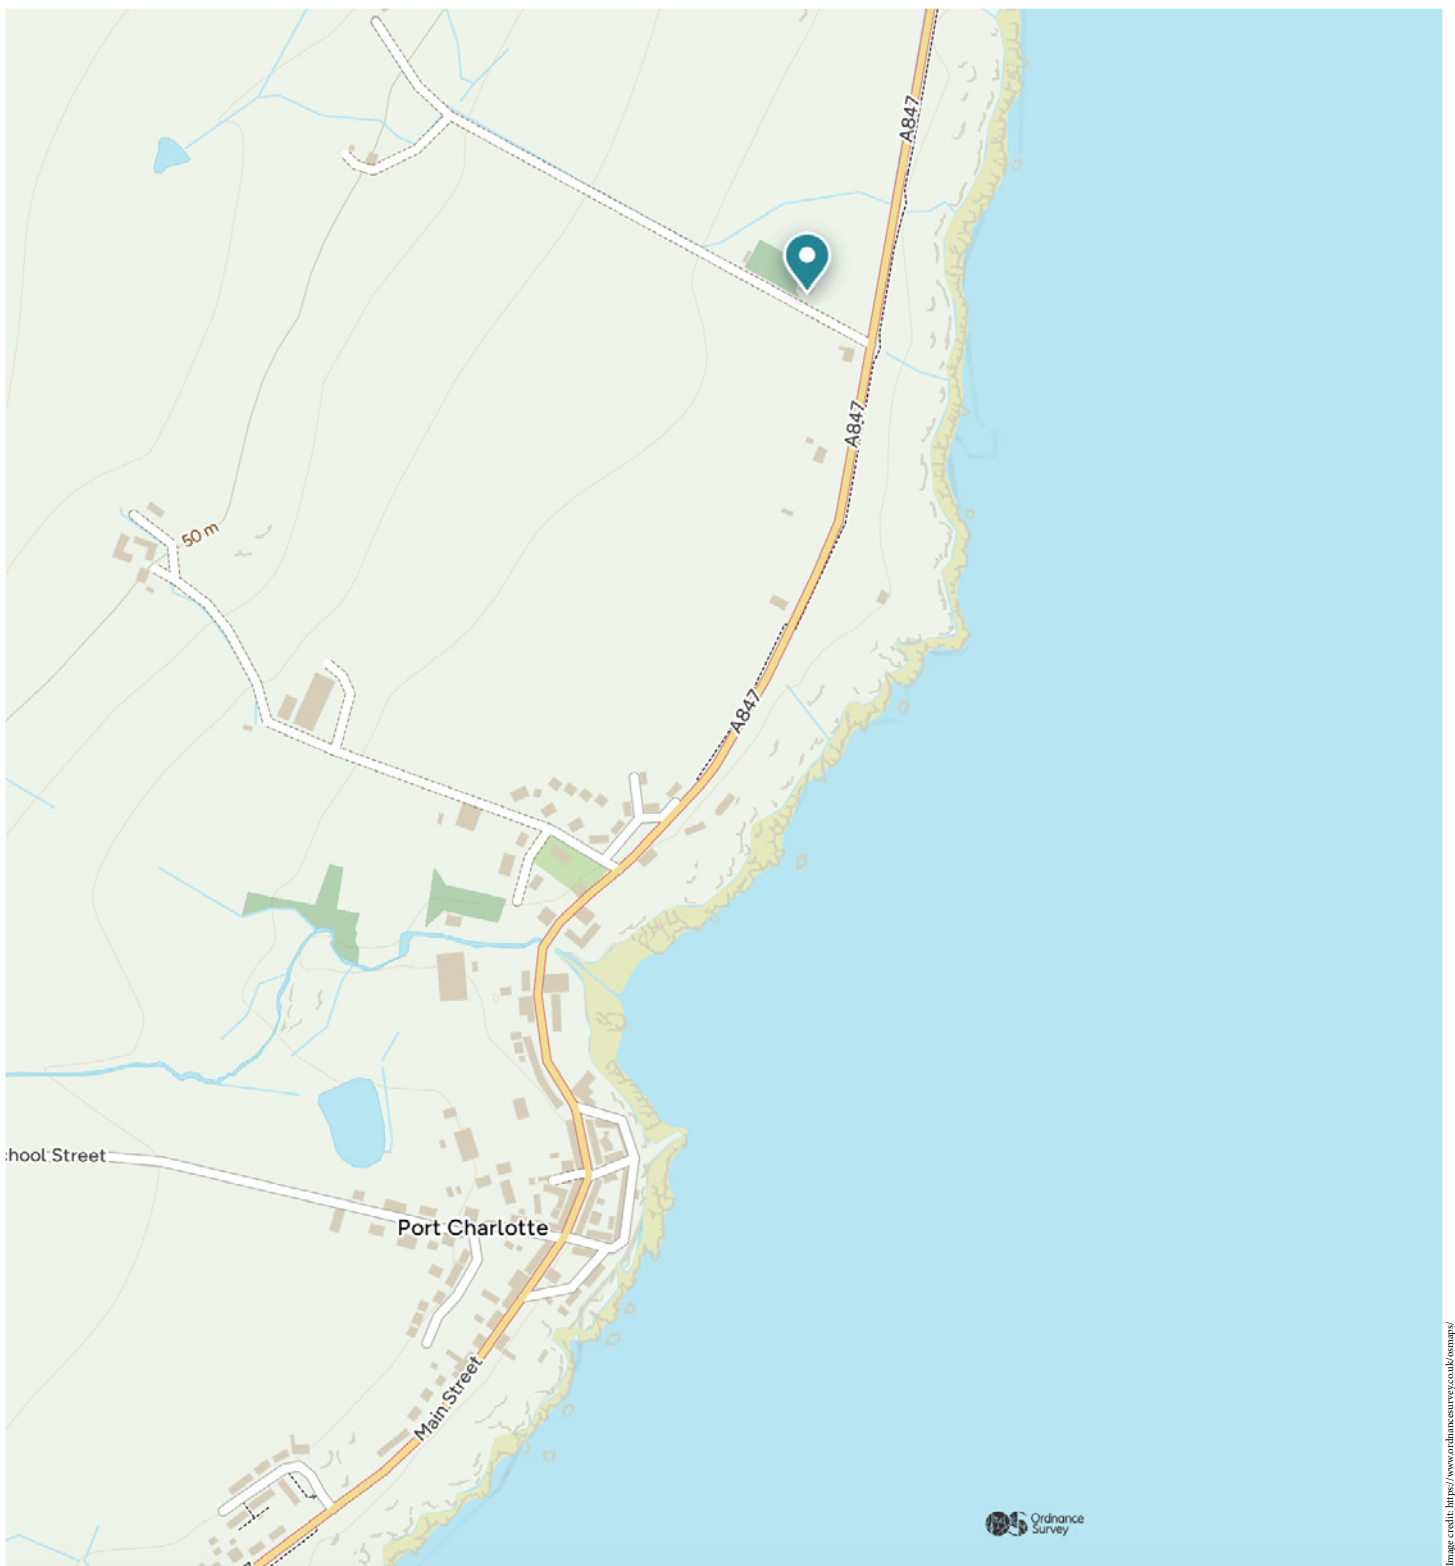 A847
A847
50 m
A847
chool Street
Port Charlotte
Main Street
Ordnance
Survey
Image credit: https://www.ordnancesurvey.co.uk/osmaps/